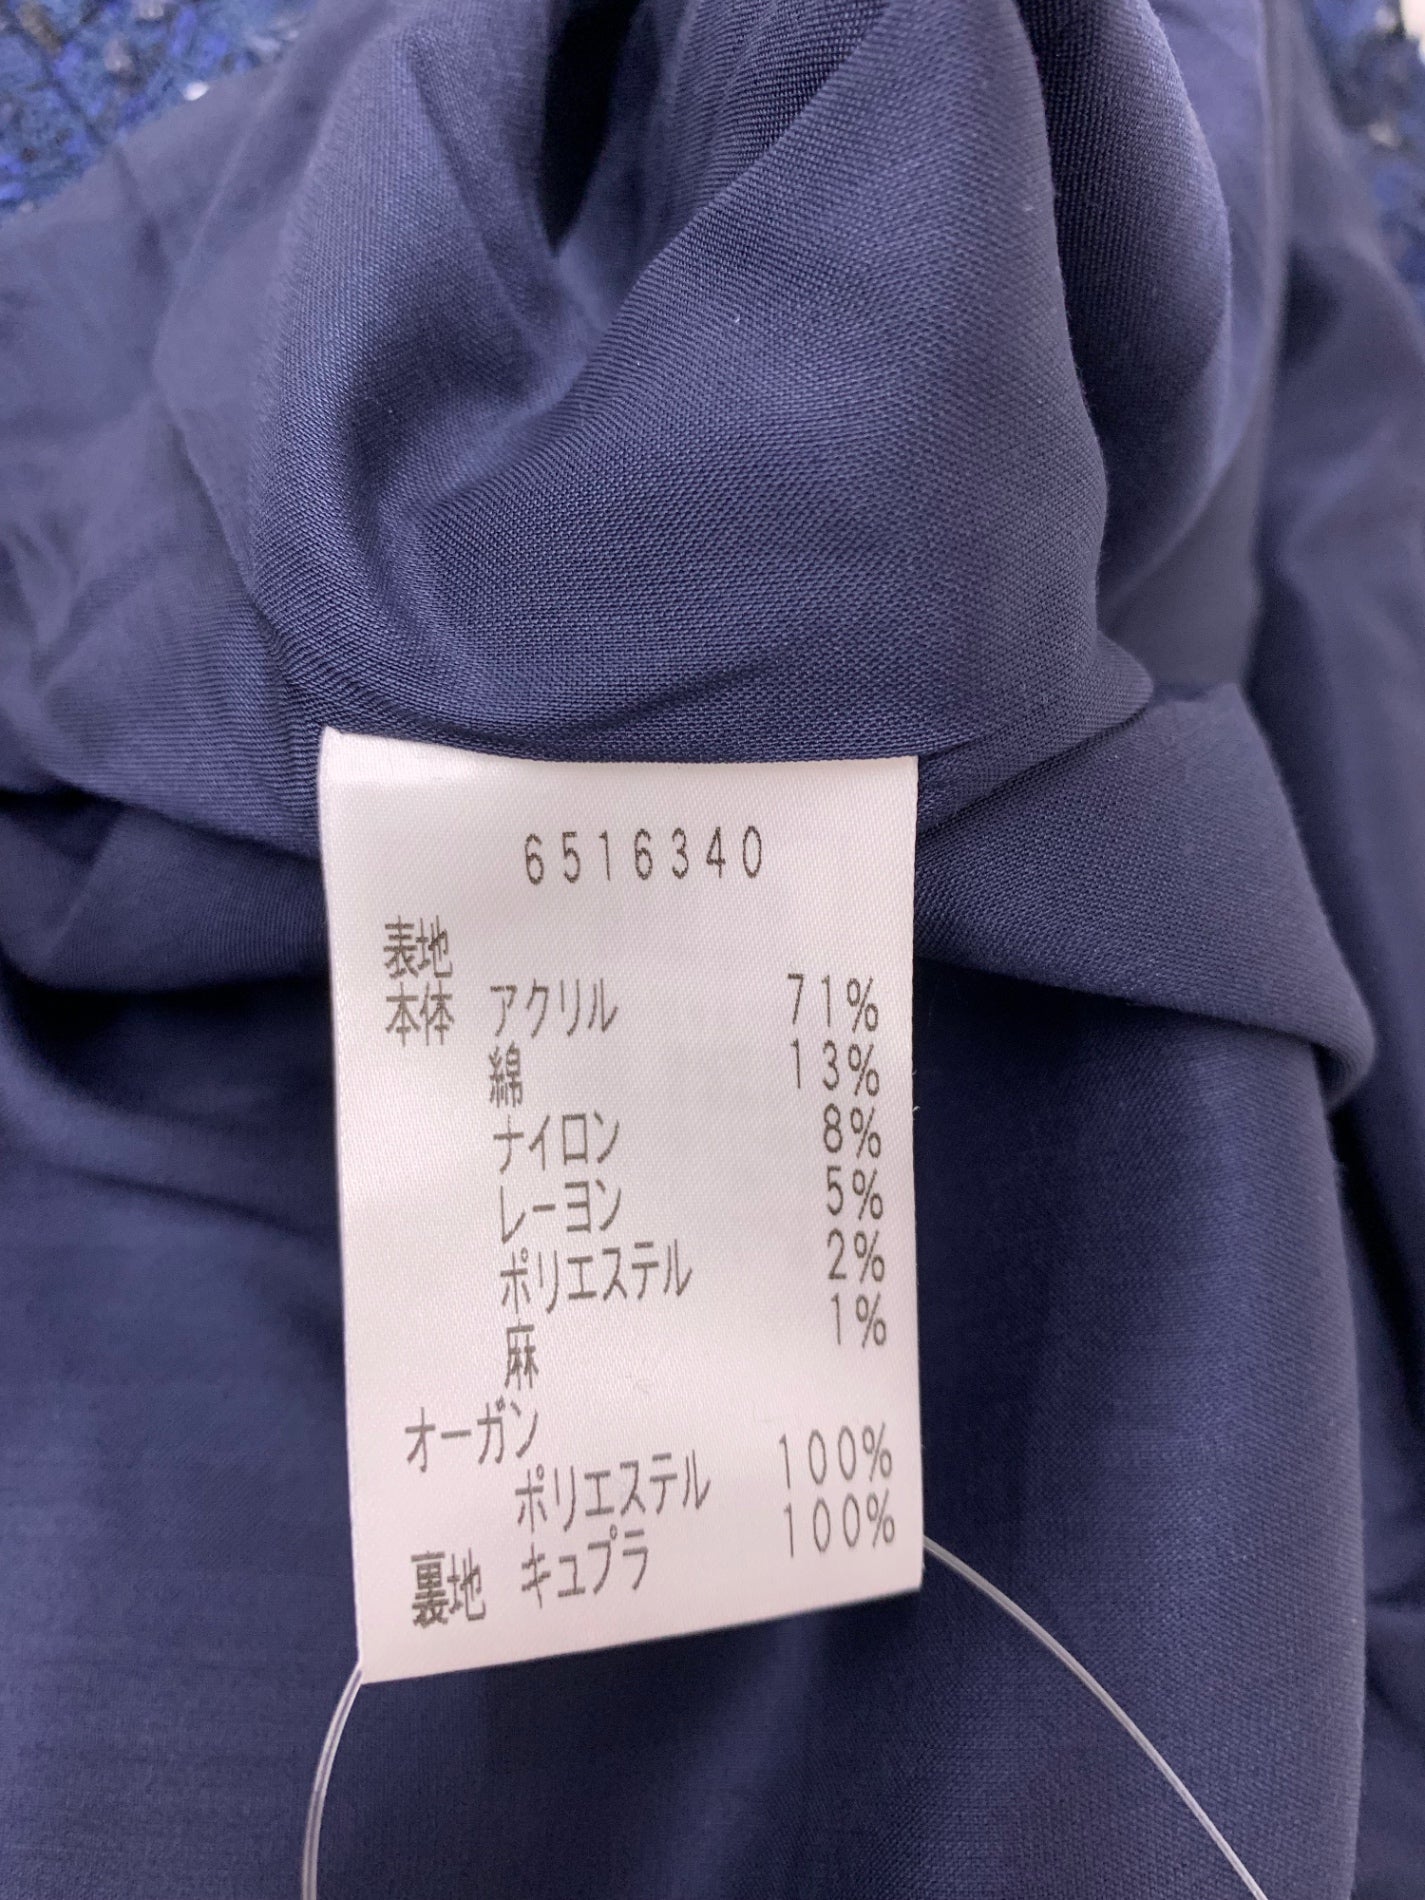 6516340
表地
本体 アクリル 71%
綿 13%
ナイロン 8%
レーヨン 5%
ポリエステル 2%
麻 1%
オーガン
ポリエステル 100%
裏地 キュプラ 100%